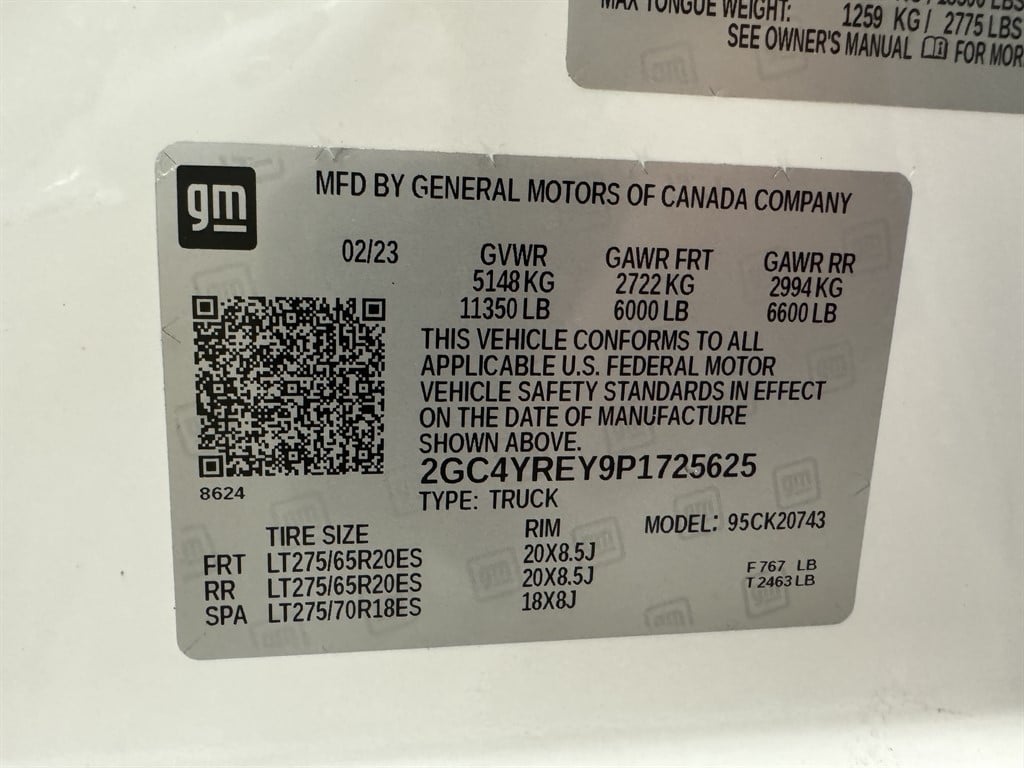 MAX TONGUE WEIGHT: 1259 KG / 2775 LBS
SEE OWNER'S MANUAL FOR MOR
gm
MFD BY GENERAL MOTORS OF CANADA COMPANY
02/23 GVWR GAWR FRT GAWR RR
5148 KG 2722 KG 2994 KG
11350 LB 6000 LB 6600 LB
THIS VEHICLE CONFORMS TO ALL
APPLICABLE U.S. FEDERAL MOTOR
VEHICLE SAFETY STANDARDS IN EFFECT
ON THE DATE OF MANUFACTURE
SHOWN ABOVE.
2GC4YREY9P1725625
8624
TYPE: TRUCK
TIRE SIZE RIM MODEL: 95CK20743
FRT LT275/65R20ES 20X8.5J
RR LT275/65R20ES 20X8.5J
SPA LT275/70R18ES 18X8J
F 767 LB
T 2463 LB